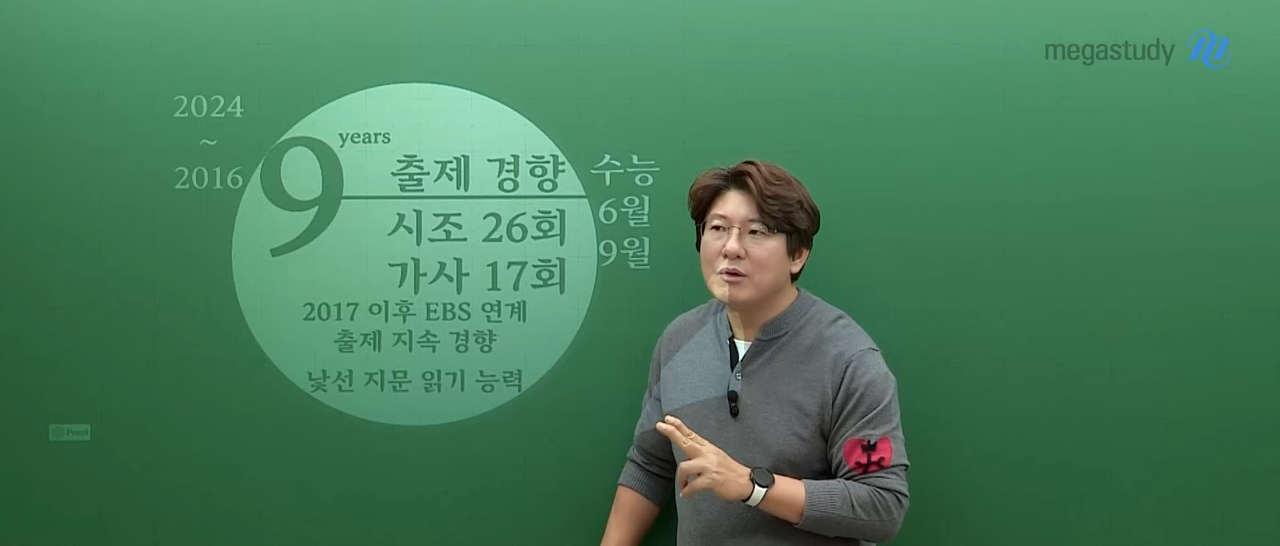 megastudy
2024
~
2016
9 years
출제 경향
시조 26회
가사 17회
2017 이후 EBS 연계
출제 지속 경향
낯선 지문 읽기 능력
수능
6월
9월
Prezi